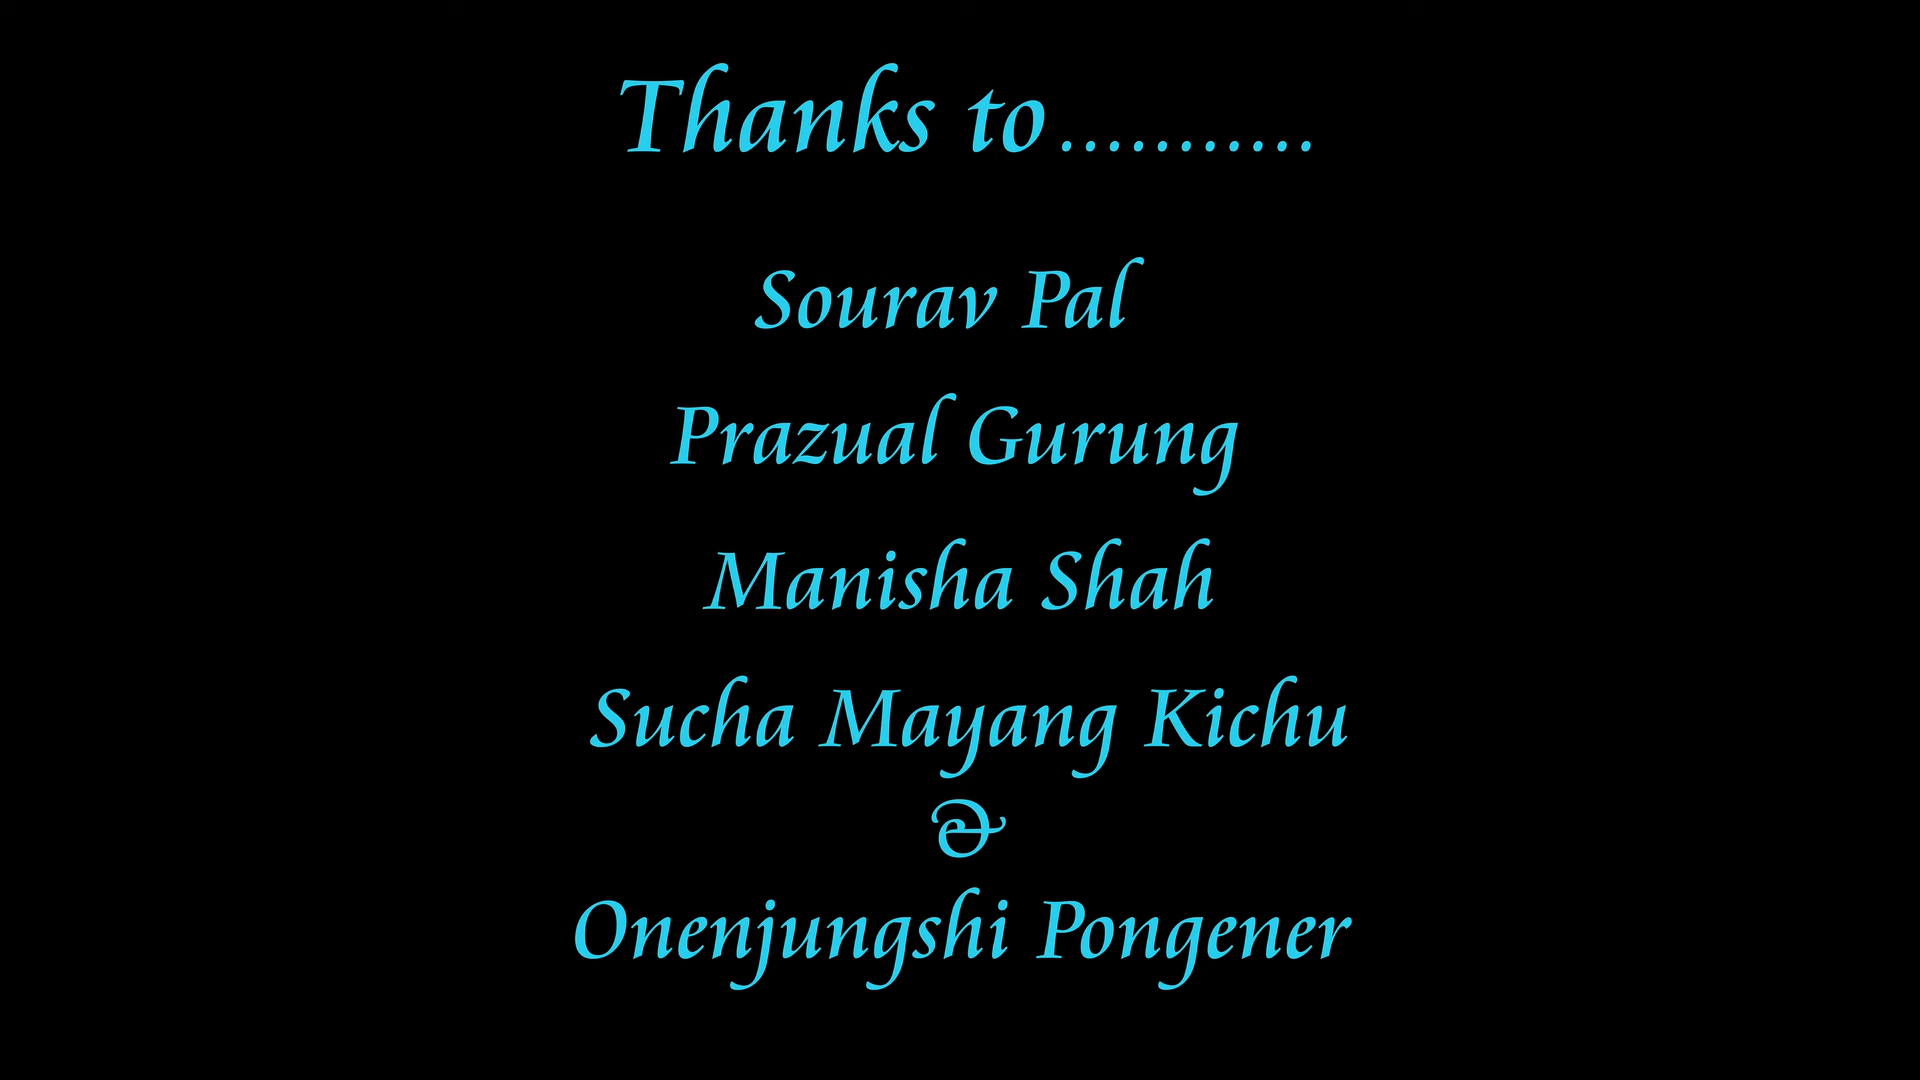 Thanks to...........
Sourav Pal
Prazual Gurung
Manisha Shah
Sucha Mayang Kichu
&
Onenjungshi Pongener